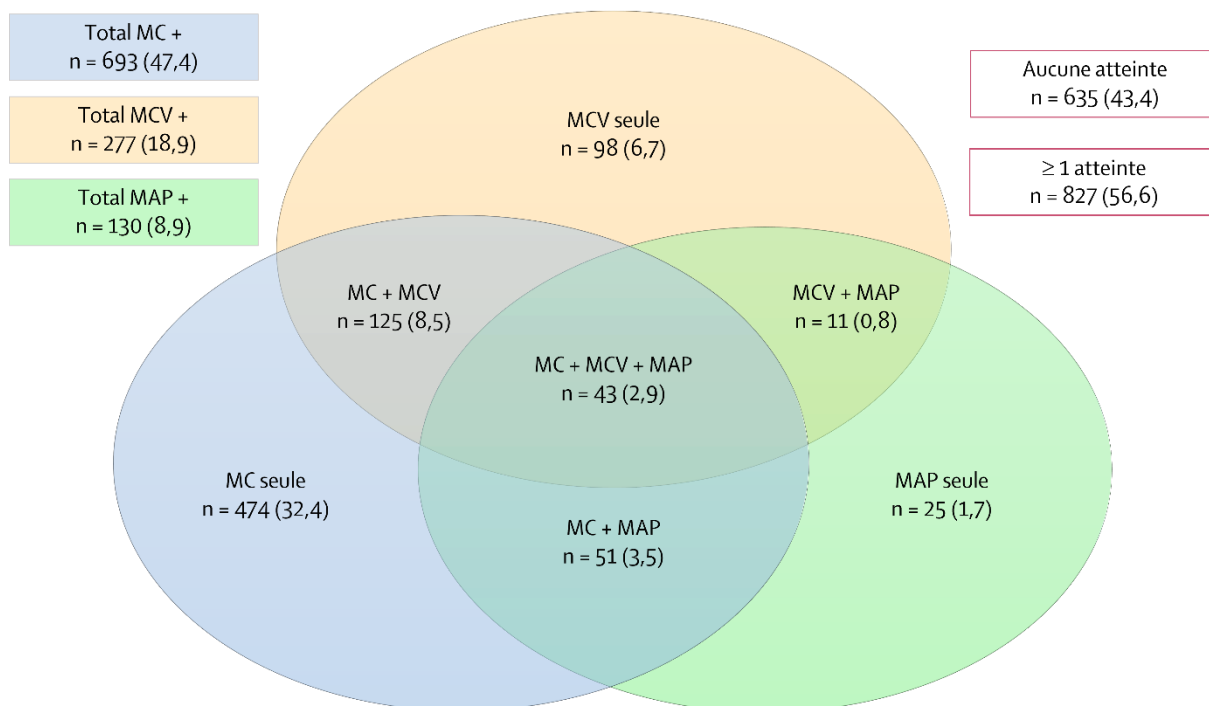 Total MC +
n = 693 (47,4)
Total MCV +
n = 277 (18,9)
Total MAP +
n = 130 (8,9)
Aucune atteinte
n = 635 (43,4)
≥ 1 atteinte
n = 827 (56,6)
MCV seule
n = 98 (6,7)
MC + MCV
n = 125 (8,5)
MCV + MAP
n = 11 (0,8)
MC + MCV + MAP
n = 43 (2,9)
MC seule
n = 474 (32,4)
MC + MAP
n = 51 (3,5)
MAP seule
n = 25 (1,7)